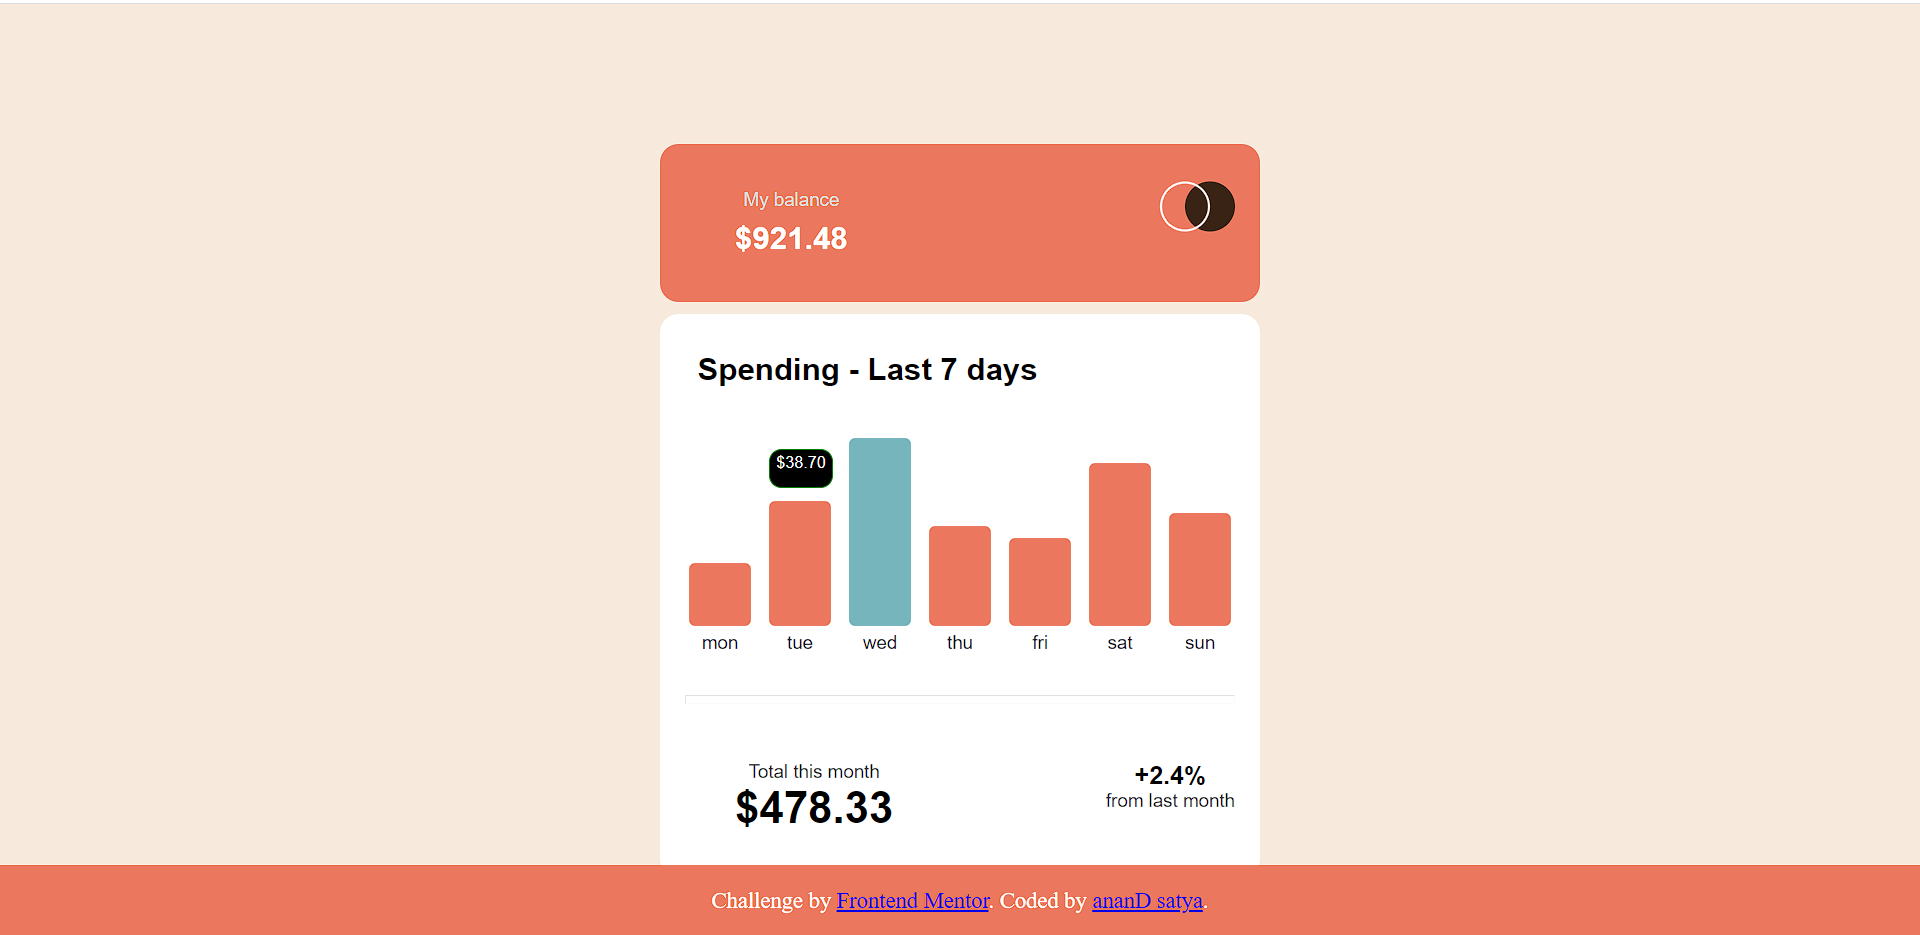 My balance
$921.48
Spending - Last 7 days
$38.70
mon tue wed thu fri sat sun
Total this month
$478.33
+2.4%
from last month
Challenge by Frontend Mentor. Coded by ananD satya.